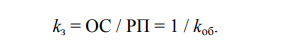 kз = ОС / РП = 1 / kоб.